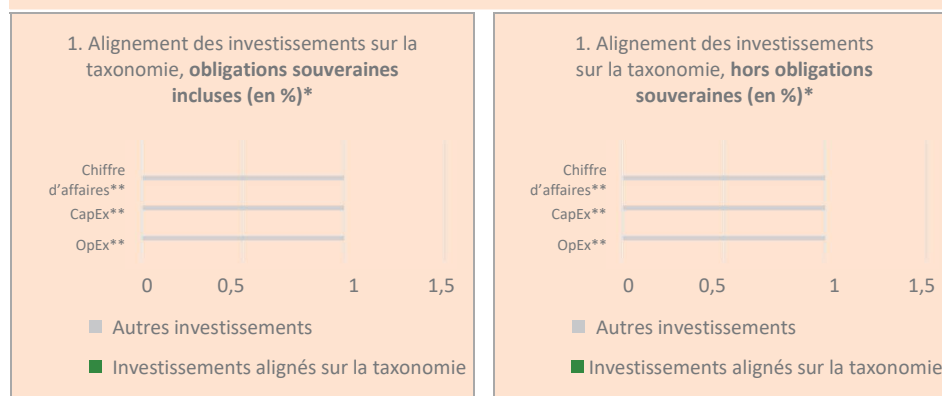 1. Alignement des investissements sur la
taxonomie, obligations souveraines
incluses (en %)*
Chiffre
d’affaires**
CapEx**
OpEx**
0 0,5 1 1,5
Autres investissements
Investissements alignés sur la taxonomie
1. Alignement des investissements
sur la taxonomie, hors obligations
souveraines (en %)*
Chiffre
d’affaires**
CapEx**
OpEx**
0 0,5 1 1,5
Autres investissements
Investissements alignés sur la taxonomie